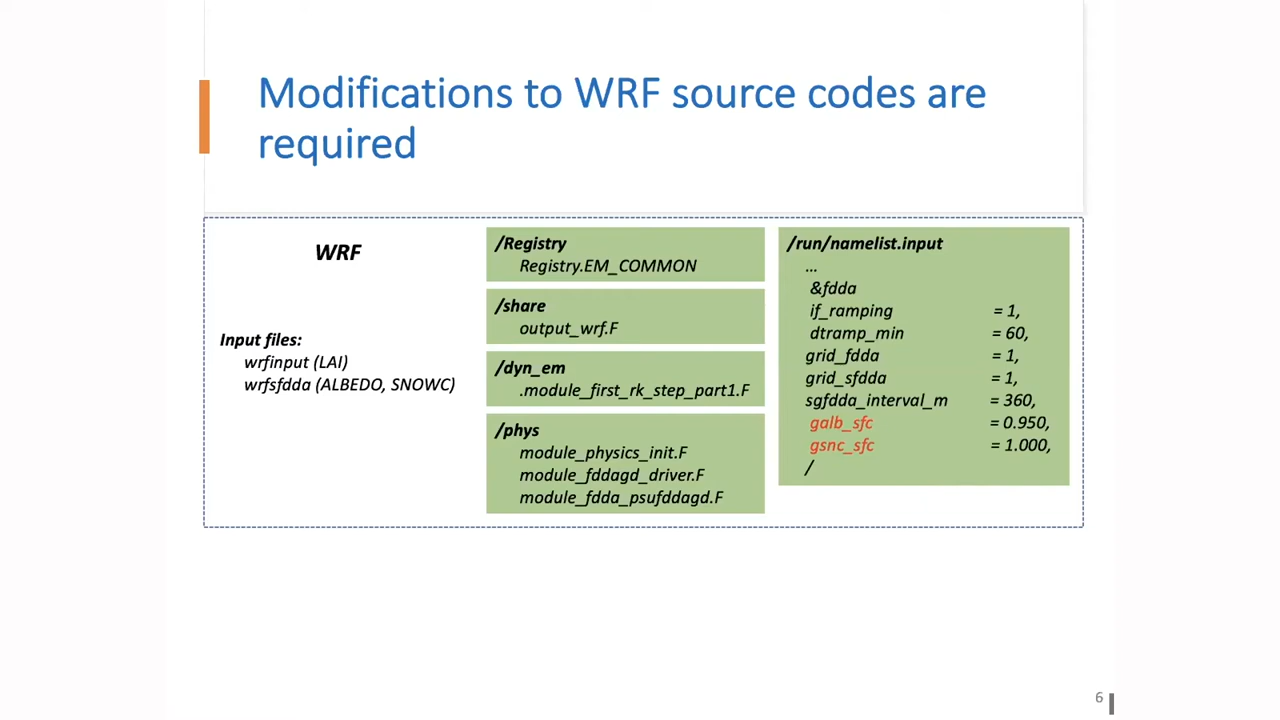 Modifications to WRF source codes are
required
WRF
Input files:
wrfinput (LAI)
wrfsfdda (ALBEDO, SNOWC)
/Registry
Registry.EM_COMMON
/share
output_wrf.F
/dyn_em
.module_first_rk_step_part1.F
/phys
module_physics_init.F
module_fddagd_driver.F
module_fdda_psufddagd.F
/run/namelist.input
...
&fdda
if_ramping = 1,
dtramp_min = 60,
grid_fdda = 1,
grid_sfdda = 1,
sgfdda_interval_m = 360,
galb_sfc = 0.950,
gsnc_sfc = 1.000,
/
6